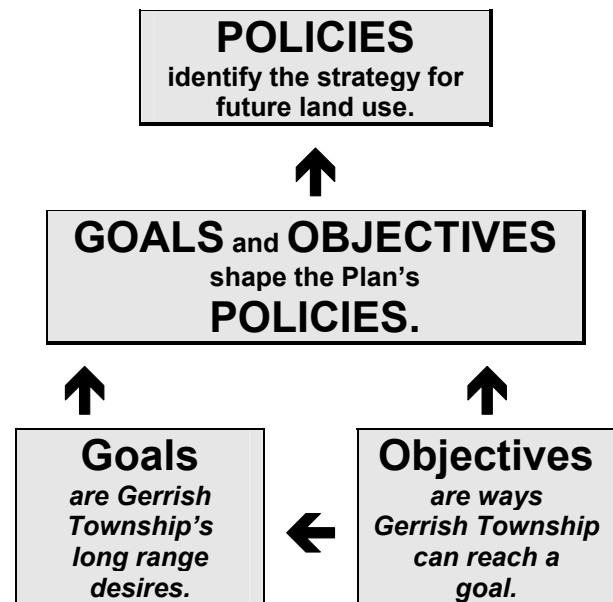 POLICIES
identify the strategy for
future land use.
GOALS and OBJECTIVES
shape the Plan's
POLICIES.
Goals
are Gerrish
Township's
long range
desires.
Objectives
are ways
Gerrish Township
can reach a
goal.